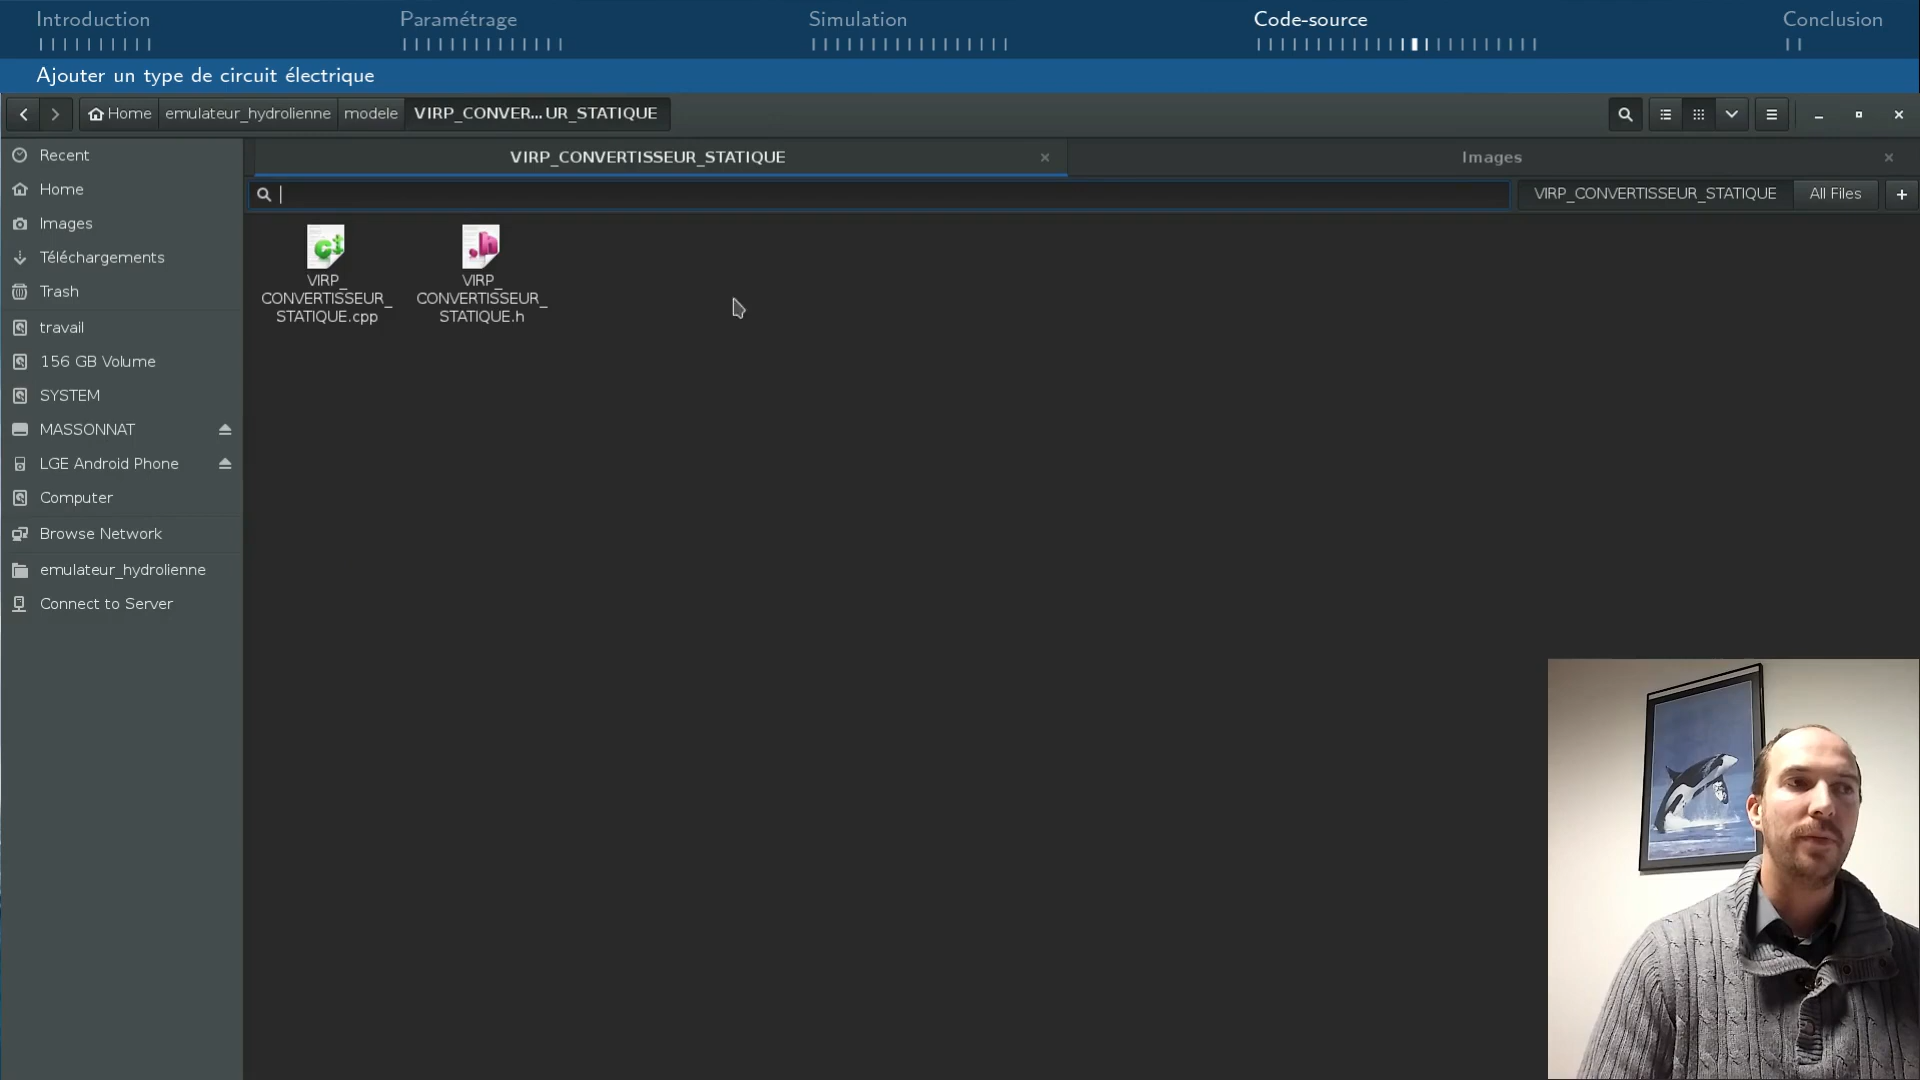 Introduction
Paramétrage
Simulation
Code-source
Conclusion
Ajouter un type de circuit électrique
Home
emulateur_hydrolienne
modele
VIRP_CONVER...UR_STATIQUE
Recent
Home
Images
Téléchargements
Trash
travail
156 GB Volume
SYSTEM
MASSONNAT
LGE Android Phone
Computer
Browse Network
emulateur_hydrolienne
Connect to Server
VIRP_CONVERTISSEUR_STATIQUE
Images
VIRP_CONVERTISSEUR_STATIQUE
All Files
VIRP_
CONVERTISSEUR_
STATIQUE.cpp
.h
VIRP_
CONVERTISSEUR_
STATIQUE.h